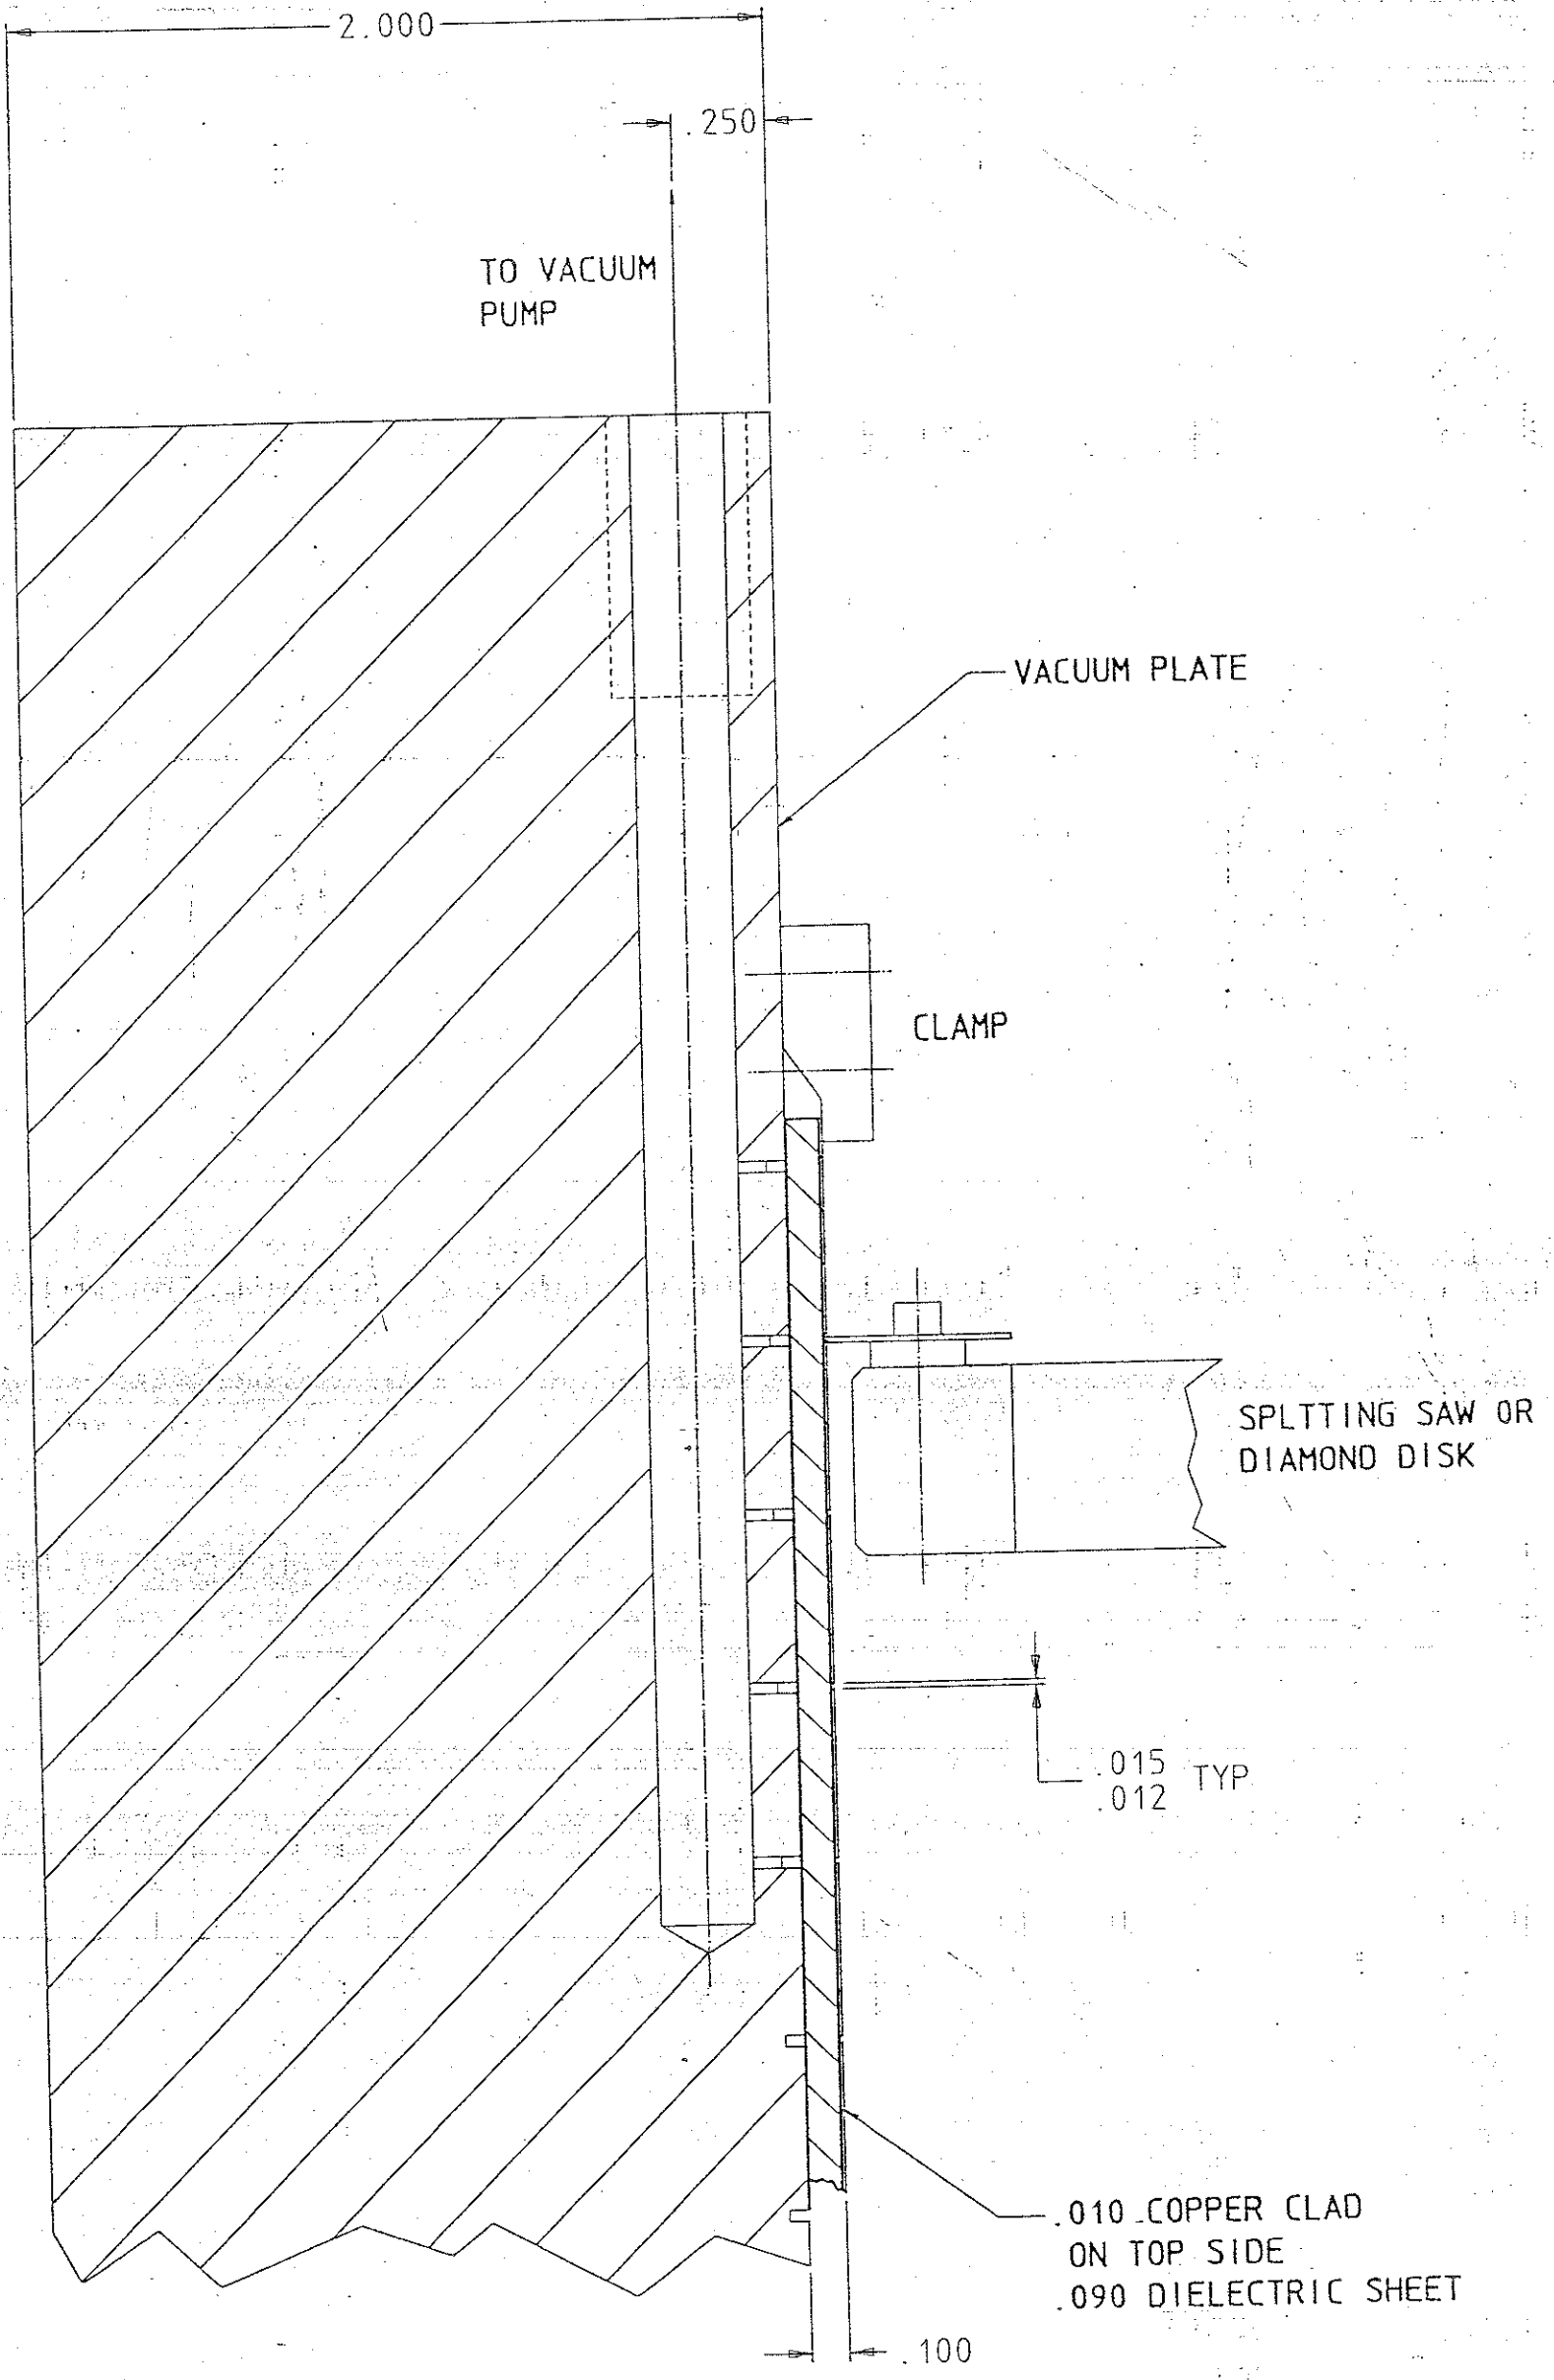 2.000
.250
TO VACUUM
PUMP
VACUUM PLATE
CLAMP
SPLTTING SAW OR
DIAMOND DISK
.015
.012 TYP
.010 COPPER CLAD
ON TOP SIDE
.090 DIELECTRIC SHEET
.100